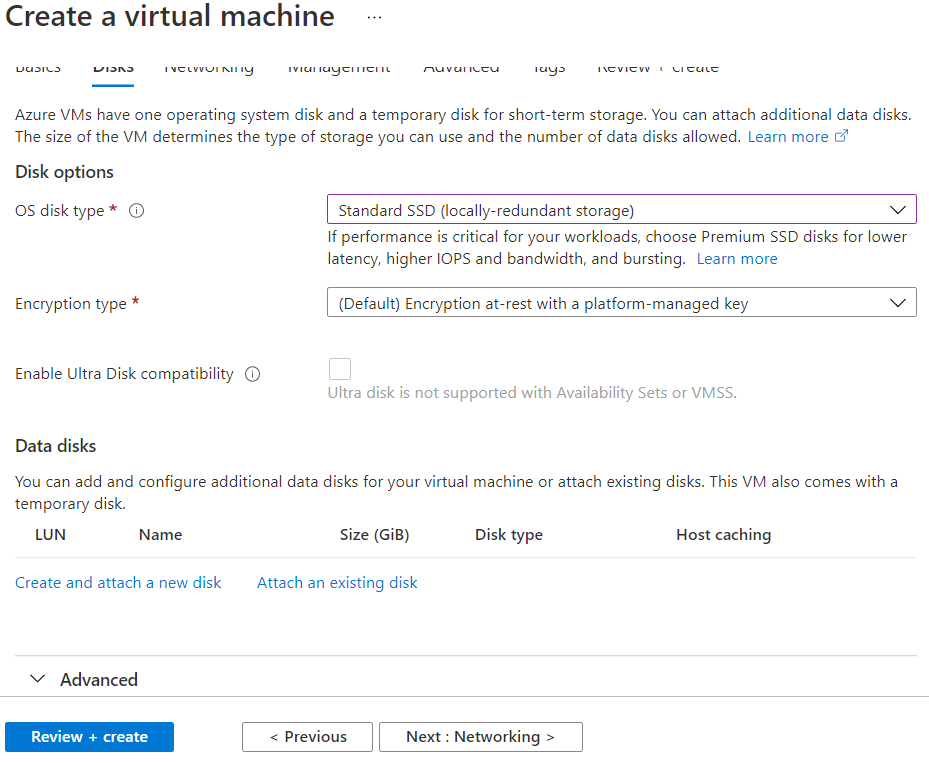 Create a virtual machine ...
Basics Disks Networking Management Advanced Tags Review + create
Azure VMs have one operating system disk and a temporary disk for short-term storage. You can attach additional data disks.
The size of the VM determines the type of storage you can use and the number of data disks allowed. Learn more
Disk options
OS disk type *
Standard SSD (locally-redundant storage)
If performance is critical for your workloads, choose Premium SSD disks for lower
latency, higher IOPS and bandwidth, and bursting. Learn more
Encryption type *
(Default) Encryption at-rest with a platform-managed key
Enable Ultra Disk compatibility
Ultra disk is not supported with Availability Sets or VMSS.
Data disks
You can add and configure additional data disks for your virtual machine or attach existing disks. This VM also comes with a
temporary disk.
LUN Name Size (GiB) Disk type Host caching
Create and attach a new disk Attach an existing disk
Advanced
Review + create < Previous Next : Networking >